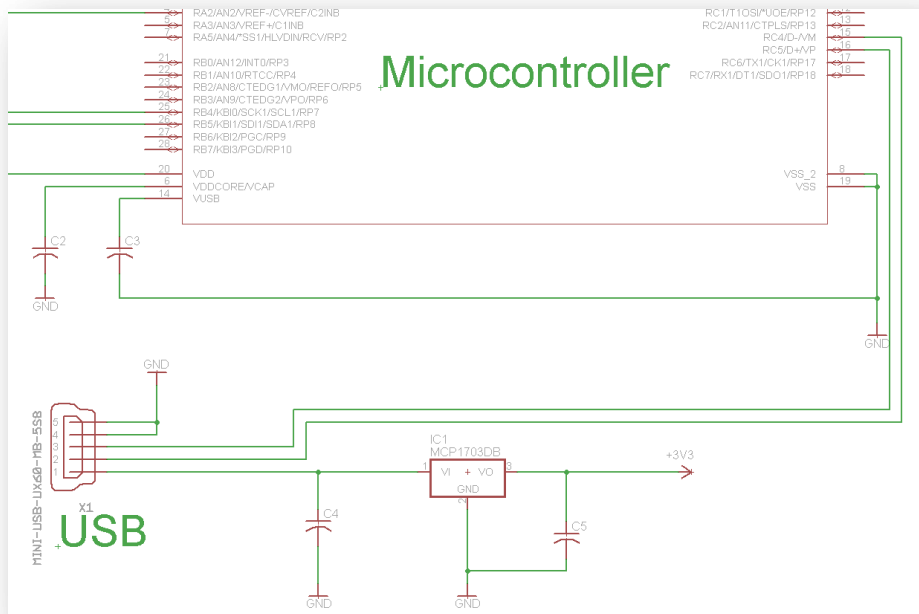 RA2/AN2/VREF-/CVREF/C2INB
5
RA3/AN3/VREF+/C1INB
7
RA5/AN4/*SS1/HLVDIN/RCV/RP2
21
RB0/AN12/INT0/RP3
22
RB1/AN10/RTCC/RP4
23
RB2/AN8/CTEDG1/VMO/REFO/RP5
24
RB3/AN9/CTEDG2/VPO/RP6
25
RB4/KBI0/SCK1/SCL1/RP7
26
RB5/KBI1/SDI1/SDA1/RP8
27
RB6/KBI2/PGC/RP9
28
RB7/KBI3/PGD/RP10
20
VDD
6
VDDCORE/VCAP
14
VUSB
Microcontroller
RC1/T1OSI/*UOE/RP12
RC2/AN11/CTPLS/RP13
13
RC4/D-/VM
15
RC5/D+/VP
16
RC6/TX1/CK1/RP17
17
RC7/RX1/DT1/SDO1/RP18
18
VSS_2
8
VSS
19
C2
C3
GND
GND
GND
5
4
3
2
1
MINI-USB-UX60-MB-5SB
X1
USB
IC1
MCP1703DB
1
VI
VO
3
GND
2
+3V3
C4
C5
GND
GND